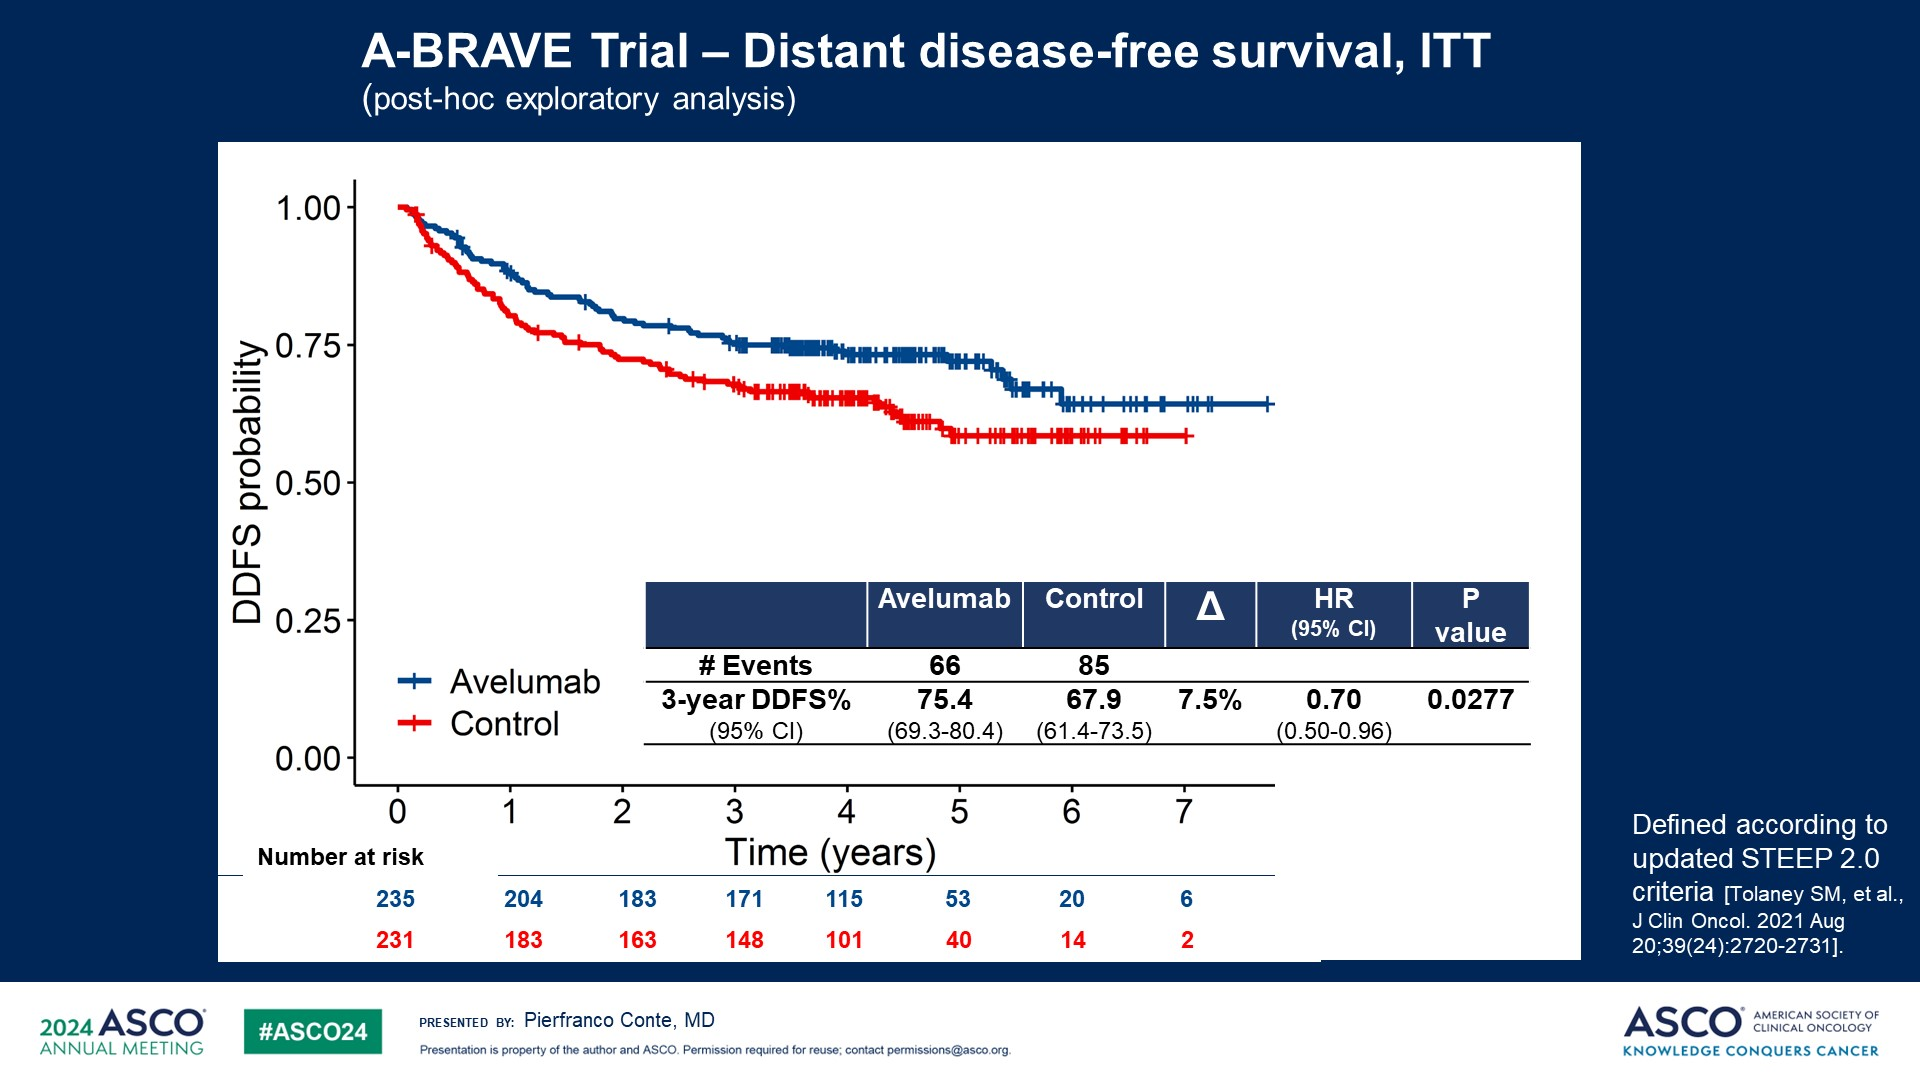 A-BRAVE Trial – Distant disease-free survival, ITT
(post-hoc exploratory analysis)
DDFS probability
1.00
0.75
0.50
0.25
0.00
Avelumab
Control
Avelumab Control Δ HR P
(95% CI) value
# Events 66 85
3-year DDFS% 75.4 67.9 7.5% 0.70 0.0277
(95% CI) (69.3-80.4) (61.4-73.5) (0.50-0.96)
0 1 2 3 4 5 6 7
Time (years)
Number at risk
235 204 183 171 115 53 20 6
231 183 163 148 101 40 14 2
Defined according to
updated STEEP 2.0
criteria [Tolaney SM, et al.,
J Clin Oncol. 2021 Aug
20;39(24):2720-2731].
2024 ASCO
ANNUAL MEETING
#ASCO24
PRESENTED BY: Pierfranco Conte, MD
Presentation is property of the author and ASCO. Permission required for reuse; contact permissions@asco.org.
ASCO AMERICAN SOCIETY OF
CLINICAL ONCOLOGY
KNOWLEDGE CONQUERS CANCER